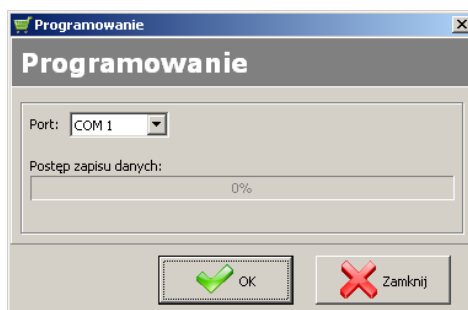 Programowanie
Programowanie
Port: COM 1
Postęp zapisu danych:
0%
OK Zamknij